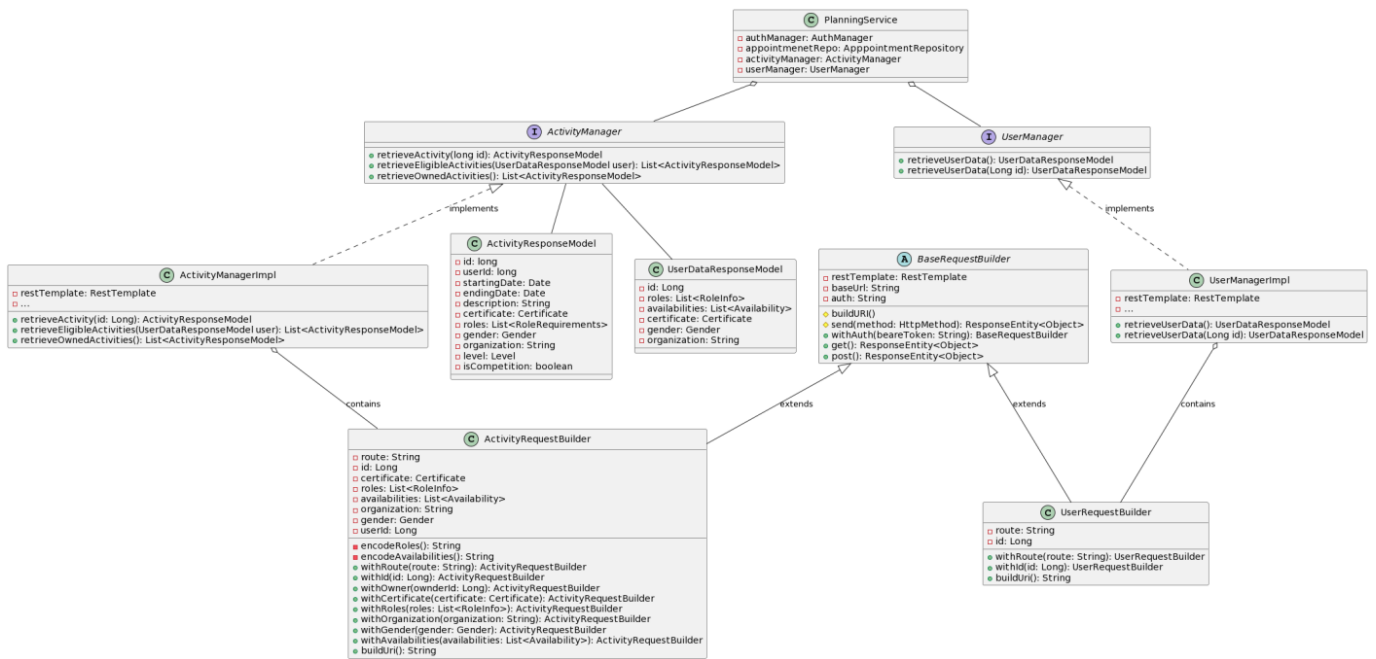 C PlanningService
authManager: AuthManager
appointmenetRepo: ApppointmentRepository
activityManager: ActivityManager
userManager: UserManager
I ActivityManager
retrieveActivity(long id): ActivityResponseModel
retrieveEligibleActivities(UserDataResponseModel user): List<ActivityResponseModel>
retrieveOwnedActivities(): List<ActivityResponseModel>
I UserManager
retrieveUserData(): UserDataResponseModel
retrieveUserData(Long id): UserDataResponseModel
implements
implements
C ActivityManagerImpl
restTemplate: RestTemplate
...
retrieveActivity(id: Long): ActivityResponseModel
retrieveEligibleActivities(UserDataResponseModel user): List<ActivityResponseModel>
retrieveOwnedActivities(): List<ActivityResponseModel>
C ActivityResponseModel
id: long
userId: long
startingDate: Date
endingDate: Date
description: String
certificate: Certificate
roles: List<RoleRequirements>
gender: Gender
organization: String
level: Level
isCompetition: boolean
C UserDataResponseModel
id: Long
roles: List<RoleInfo>
availabilities: List<Availability>
certificate: Certificate
gender: Gender
organization: String
A BaseRequestBuilder
restTemplate: RestTemplate
baseUrl: String
auth: String
buildURI()
send(method: HttpMethod): ResponseEntity<Object>
withAuth(beareToken: String): BaseRequestBuilder
get(): ResponseEntity<Object>
post(): ResponseEntity<Object>
C UserManagerImpl
restTemplate: RestTemplate
...
retrieveUserData(): UserDataResponseModel
retrieveUserData(Long id): UserDataResponseModel
contains
extends
extends
contains
C ActivityRequestBuilder
route: String
id: Long
certificate: Certificate
roles: List<RoleInfo>
availabilities: List<Availability>
organization: String
gender: Gender
userId: Long
encodeRoles(): String
encodeAvailabilities(): String
withRoute(route: String): ActivityRequestBuilder
withId(id: Long): ActivityRequestBuilder
withOwner(ownderId: Long): ActivityRequestBuilder
withCertificate(certificate: Certificate): ActivityRequestBuilder
withRoles(roles: List<RoleInfo>): ActivityRequestBuilder
withOrganization(organization: String): ActivityRequestBuilder
withGender(gender: Gender): ActivityRequestBuilder
withAvailabilities(availabilities: List<Availability>): ActivityRequestBuilder
buildUri(): String
C UserRequestBuilder
route: String
id: Long
withRoute(route: String): UserRequestBuilder
withId(id: Long): UserRequestBuilder
buildUri(): String